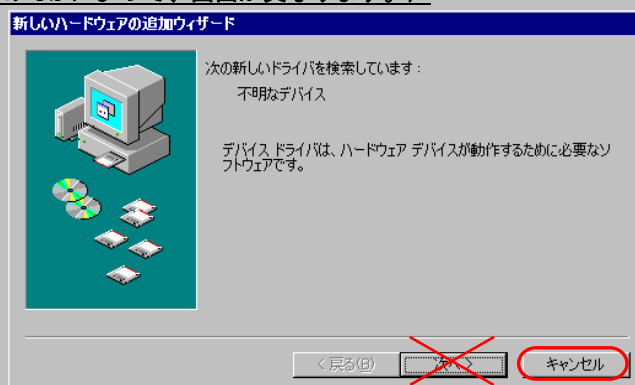 新しいハードウェアの追加ウィザード
次の新しいドライバを検索しています :
不明なデバイス
デバイス ドライバは、ハードウェア デバイスが動作するために必要なソ
フトウェアです。
< 戻る(B) 次へ > キャンセル